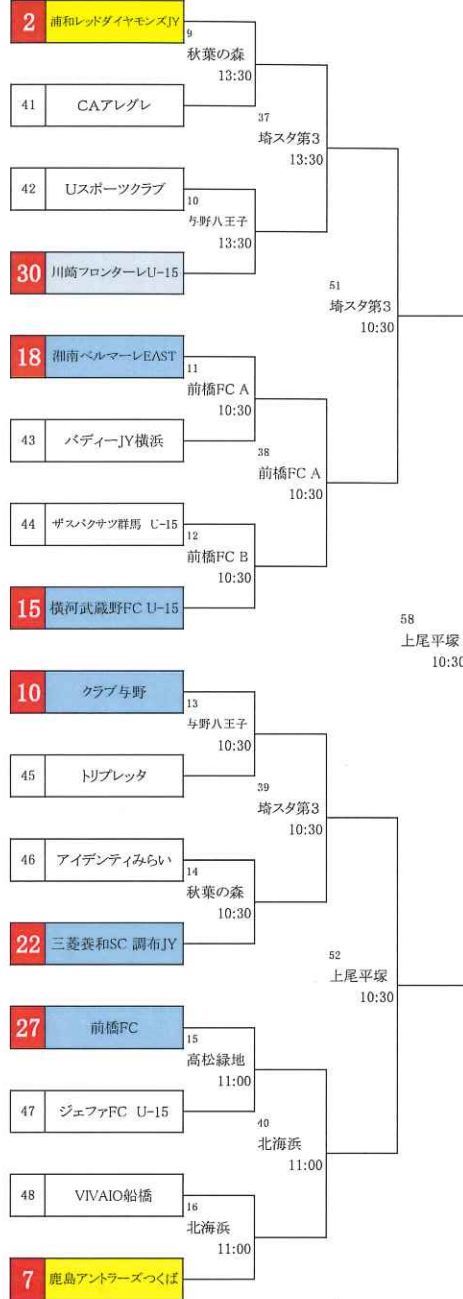 2 浦和レッドダイヤモンズJY
9
秋葉の森
13:30
41 CAアレグレ
37
埼スタ第3
13:30
42 Uスポーツクラブ
10
与野八王子
13:30
30 川崎フロンターレU-15
51
埼スタ第3
10:30
18 湘南ベルマーレEAST
11
前橋FC A
10:30
43 バディーJY横浜
38
前橋FC A
10:30
44 ザスパクサツ群馬 U-15
12
前橋FC B
10:30
15 横河武蔵野FC U-15
58
上尾平塚
10:30
10 クラブ与野
13
与野八王子
10:30
45 トリプレッタ
39
埼スタ第3
10:30
46 アイデンティみらい
14
秋葉の森
10:30
22 三菱養和SC 調布JY
52
上尾平塚
10:30
27 前橋FC
15
高松緑地
11:00
47 ジェファFC U-15
40
北海浜
11:00
48 VIVAIO船橋
16
北海浜
11:00
7 鹿島アントラーズつくば